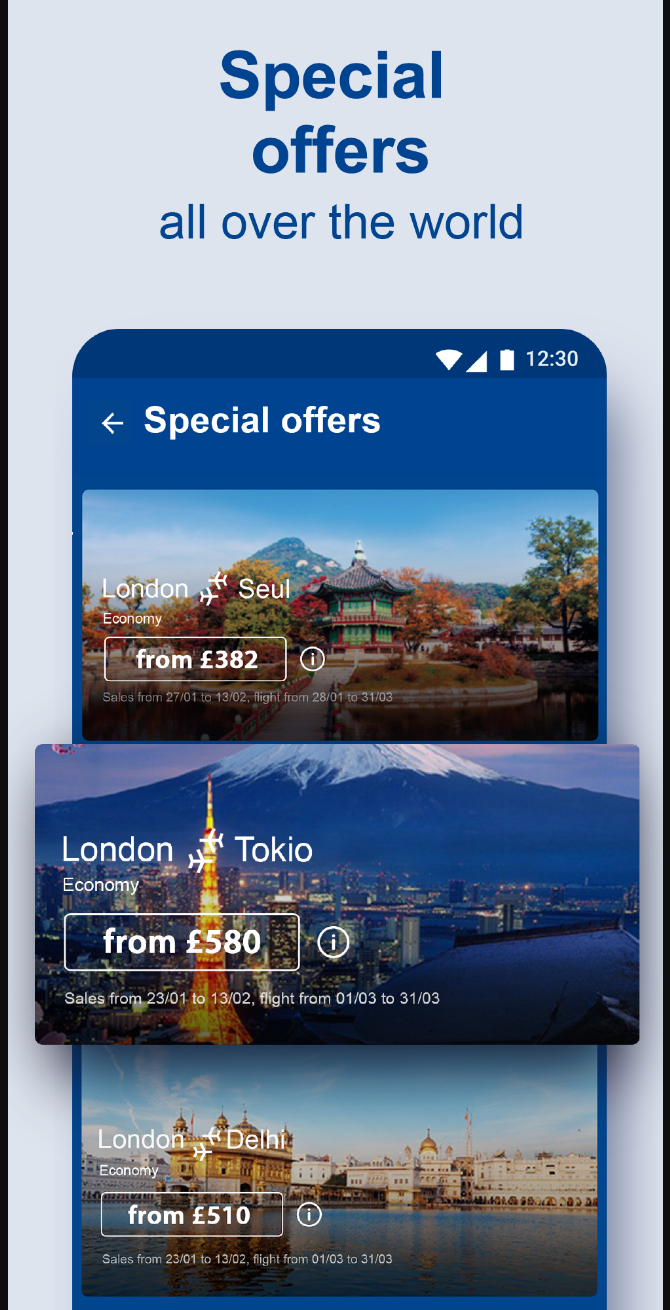 Special
offers
all over the world
12:30
Special offers
London Seul
Economy
from £382
Sales from 27/01 to 13/02, flight from 28/01 to 31/03
London Tokio
Economy
from £580
Sales from 23/01 to 13/02, flight from 01/03 to 31/03
London Delhi
Economy
from £510
Sales from 23/01 to 13/02, flight from 01/03 to 31/03